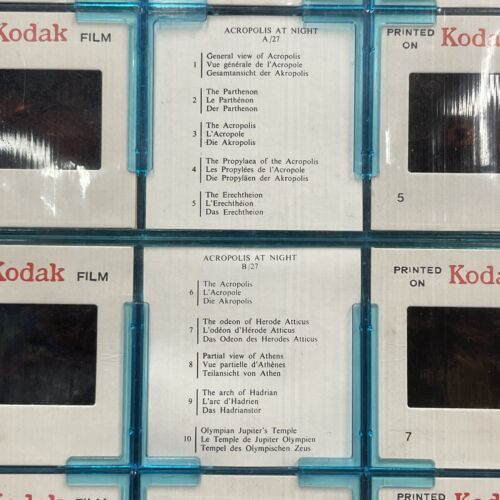 Kodak FILM
ACROPOLIS AT NIGHT
A/27
1 General view of Acropolis
Vue générale de l'Acropole
Gesamtansicht der Akropolis
2 The Parthenon
Le Parthénon
Der Parthenon
3 The Acropolis
L'Acropole
Die Akropolis
4 The Propylaea of the Acropolis
Les Propylées de l'Acropole
Die Propyläen der Akropolis
5 The Erechtheion
L'Erechthéion
Das Erechtheion
PRINTED
ON Koda
5
Kodak FILM
ACROPOLIS AT NIGHT
B/27
6 The Acropolis
L'Acropole
Die Akropolis
7 The odeon of Herode Atticus
L'odéon d'Hérode Atticus
Das Odeon des Herodes Atticus
8 Partial view of Athens
Vue partielle d'Athènes
Teilansicht von Athen
9 The arch of Hadrian
L'arc d'Hadrien
Das Hadrianstor
10 Olympian Jupiter's Temple
Le Temple de Jupiter Olympien
Tempel des Olympischen Zeus
PRINTED
ON Koda
7
Kodak FILM
PRINTED
Koda